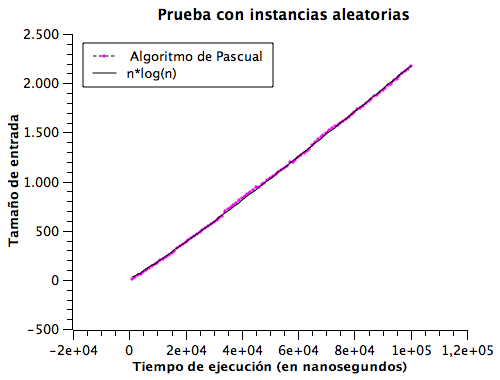 Prueba con instancias aleatorias
2.500
Algoritmo de Pascual
n*log(n)
2.000
1.500
1.000
500
0
-500
Tamaño de entrada
-2e+04 0 2e+04 4e+04 6e+04 8e+04 1e+05 1,2e+05
Tiempo de ejecución (en nanosegundos)